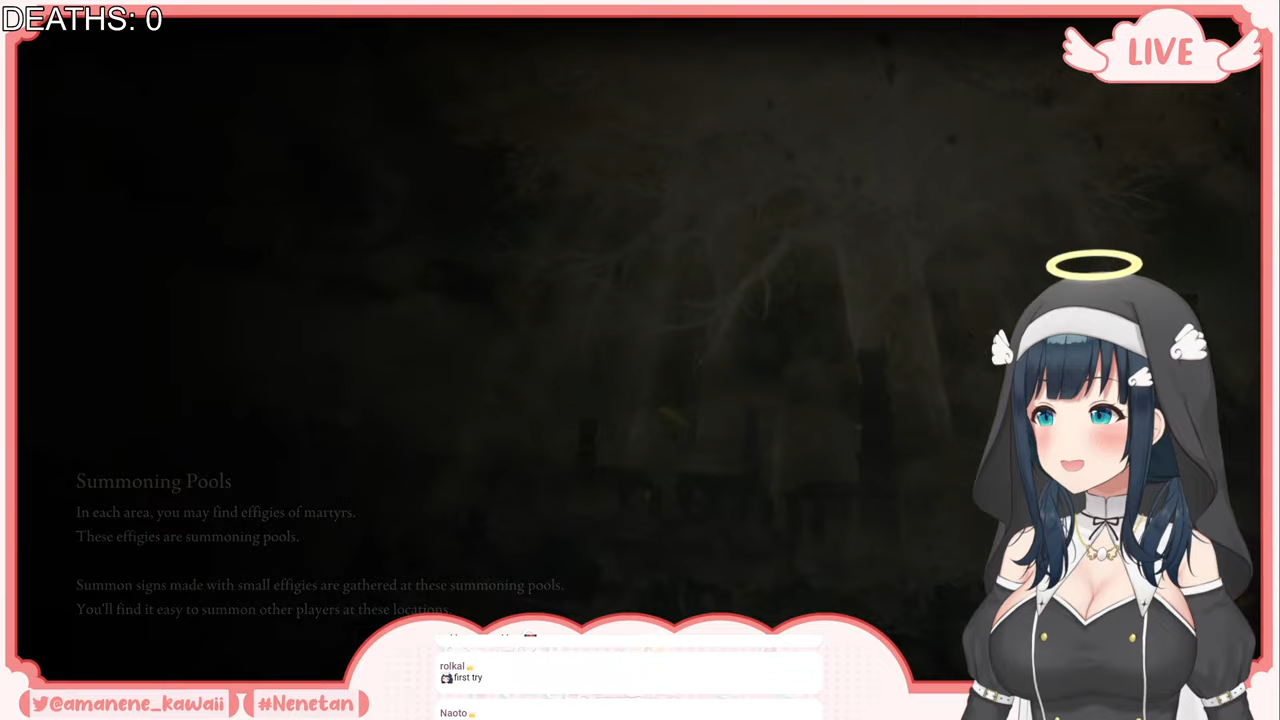 DEATHS: 0
LIVE
Summoning Pools
In each area, you may find effigies of martyrs.
These effigies are summoning pools.
Summon signs made with small effigies are gathered at these summoning pools.
You'll find it easy to summon other players at these locations.
rolkal
first try
Naoto
@amanene_kawaii
#Nenetan